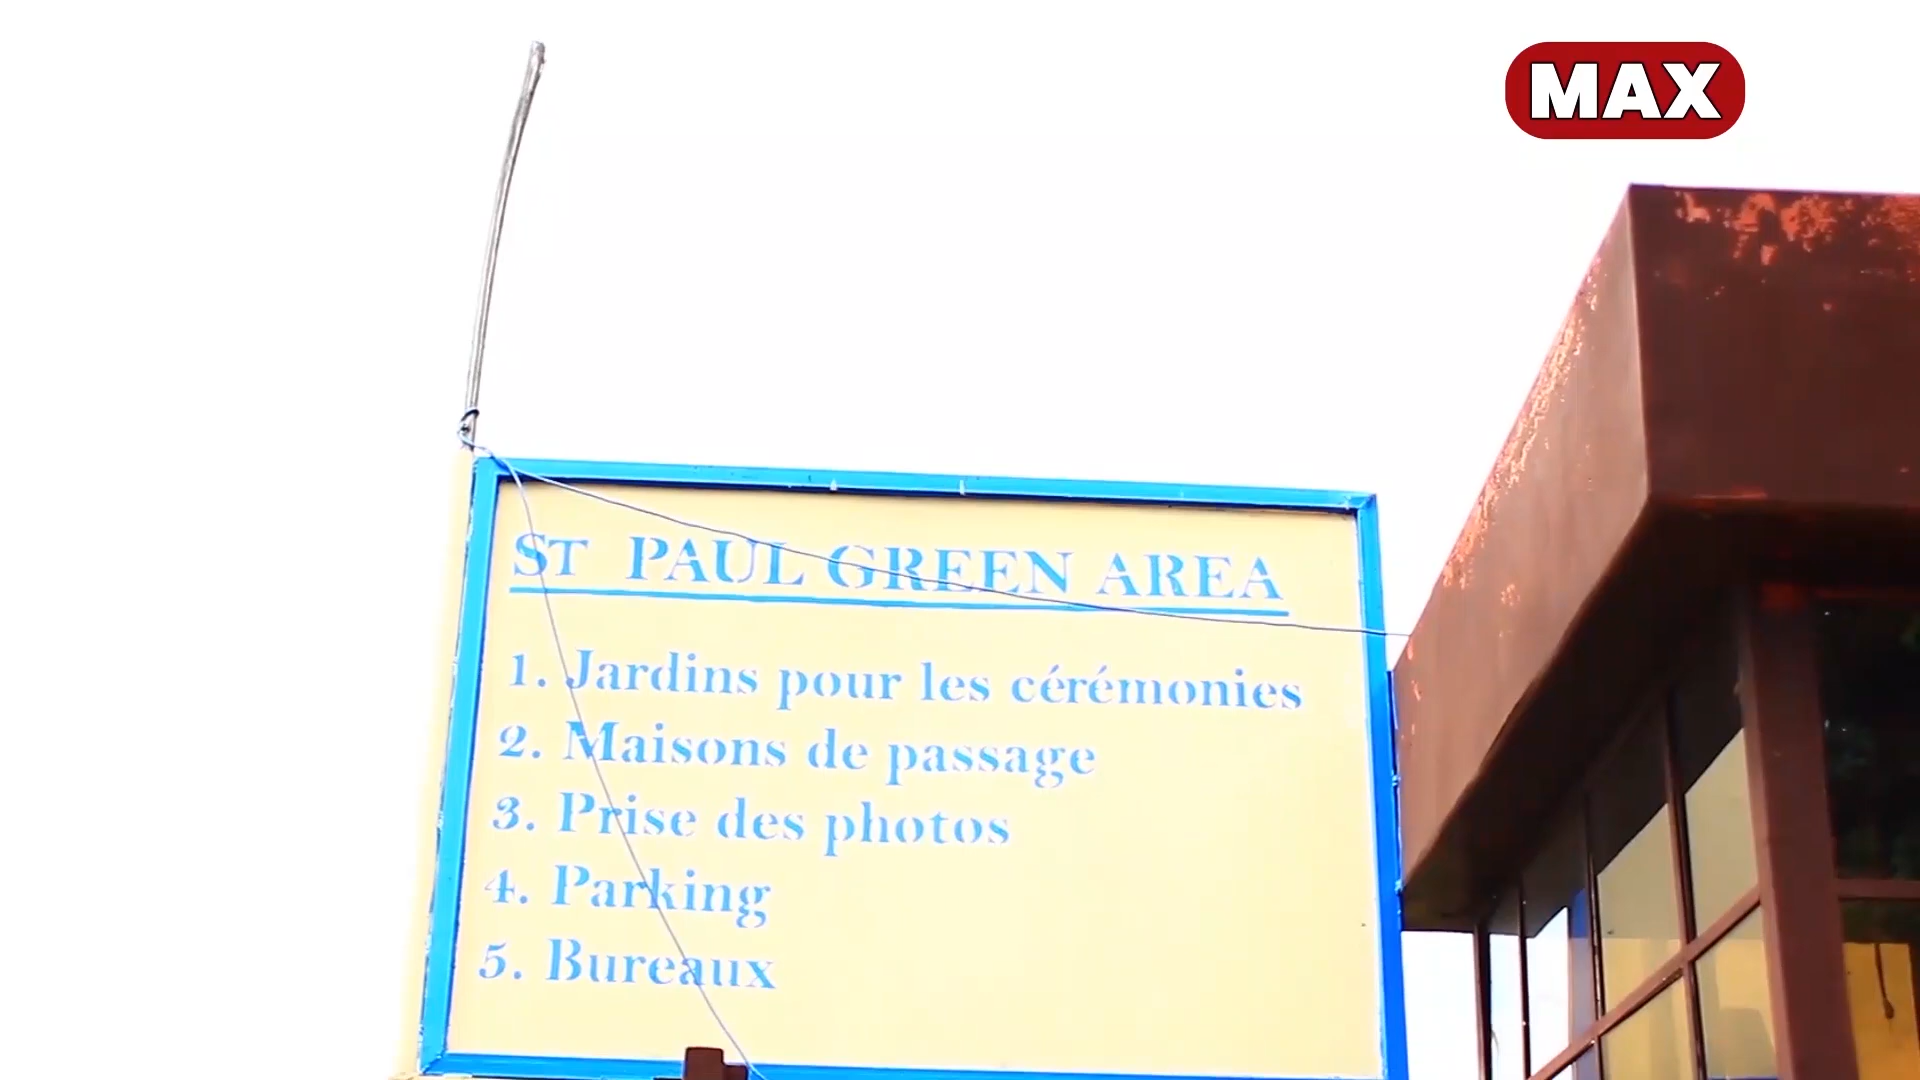 MAX
ST PAUL GREEN AREA
1. Jardins pour les cérémonies
2. Maisons de passage
3. Prise des photos
4. Parking
5. Bureaux